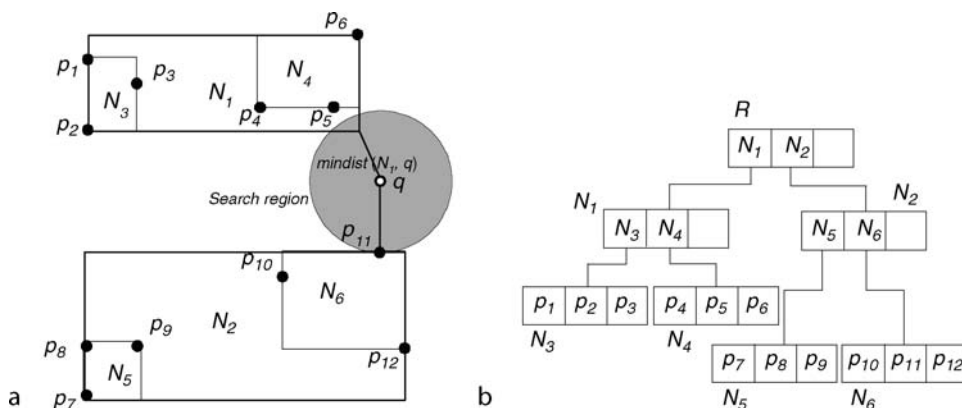 p6
p1
p3
N4
N3
N1
p4
p5
p2
mindist(N1, q)
q
Search region
p11
p10
N6
N2
p9
p8
p12
N5
p7
a
R
N1 N2
N1
N2
N3 N4
N5 N6
p1 p2 p3
p4 p5 p6
N3
N4
p7 p8 p9
p10 p11 p12
N5
N6
b